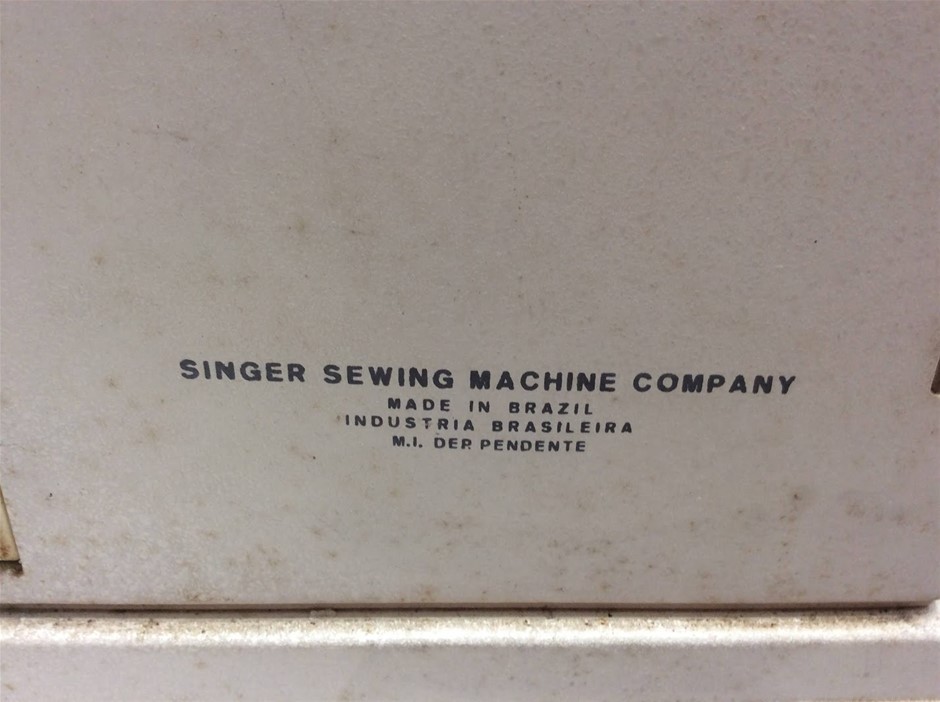 SINGER SEWING MACHINE COMPANY
MADE IN BRAZIL
INDUSTRIA BRASILEIRA
M.I. DEP. PENDENTE